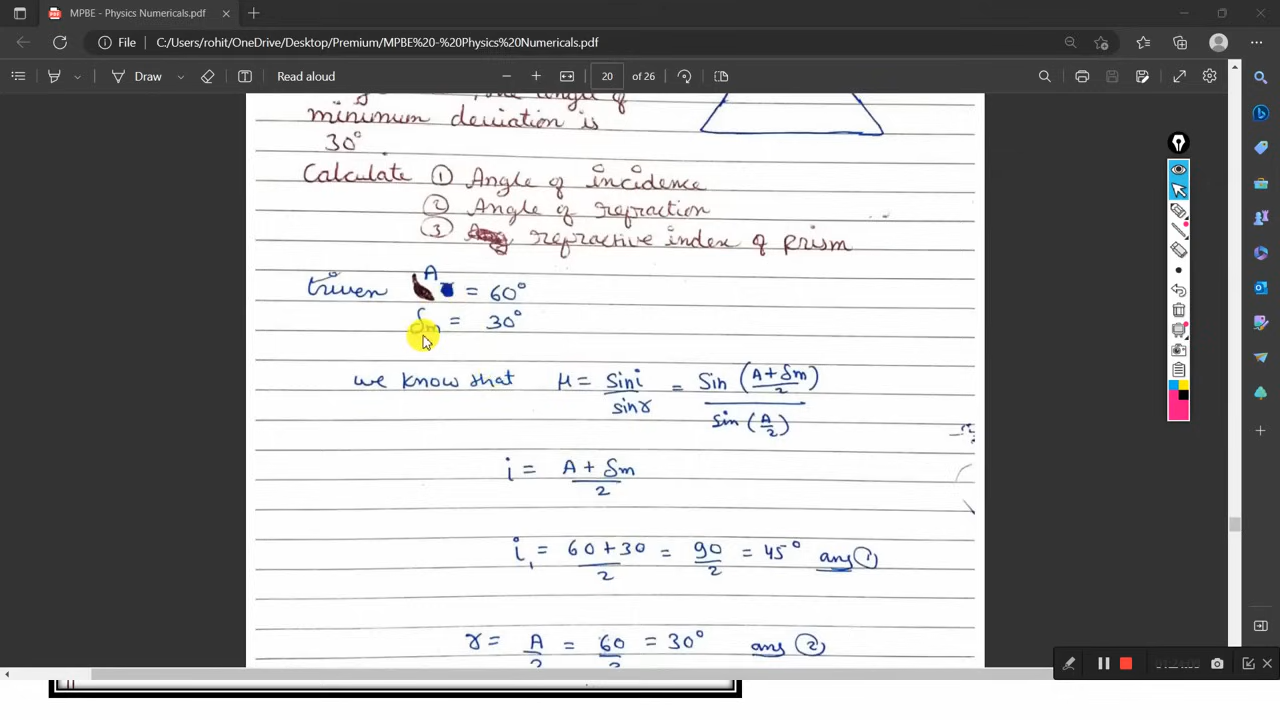 MPBE - Physics Numericals.pdf
File C:/Users/rohit/OneDrive/Desktop/Premium/MPBE%20-%20Physics%20Numericals.pdf
Draw Read aloud 20 of 26
angle of
minimum deviation is
30°
Calculate ① Angle of incidence
② Angle of refraction
③ refractive index of prism
Given A = 60°
δm = 30°
we know that μ = sin i / sin r = Sin (A + δm / 2) / sin (A / 2)
i = A + δm / 2
i₁ = 60 + 30 / 2 = 90 / 2 = 45° ans ①
r = A / 2 = 60 / 2 = 30° ans ②